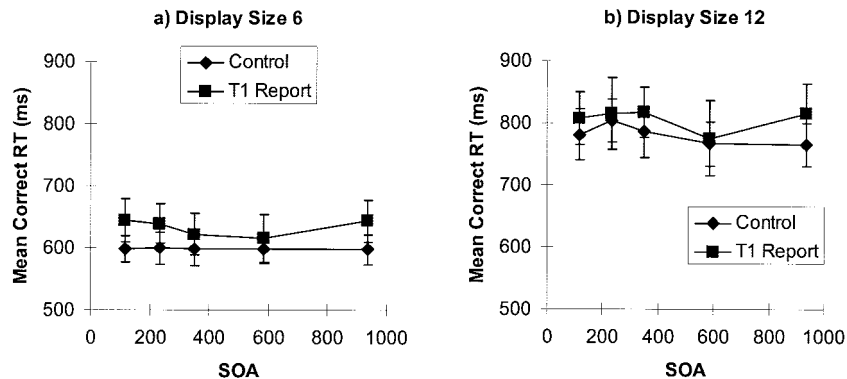 a) Display Size 6
900
800
700
600
500
Mean Correct RT (ms)
Control
T1 Report
0 200 400 600 800 1000
SOA
b) Display Size 12
900
800
700
600
500
Mean Correct RT (ms)
Control
T1 Report
0 200 400 600 800 1000
SOA